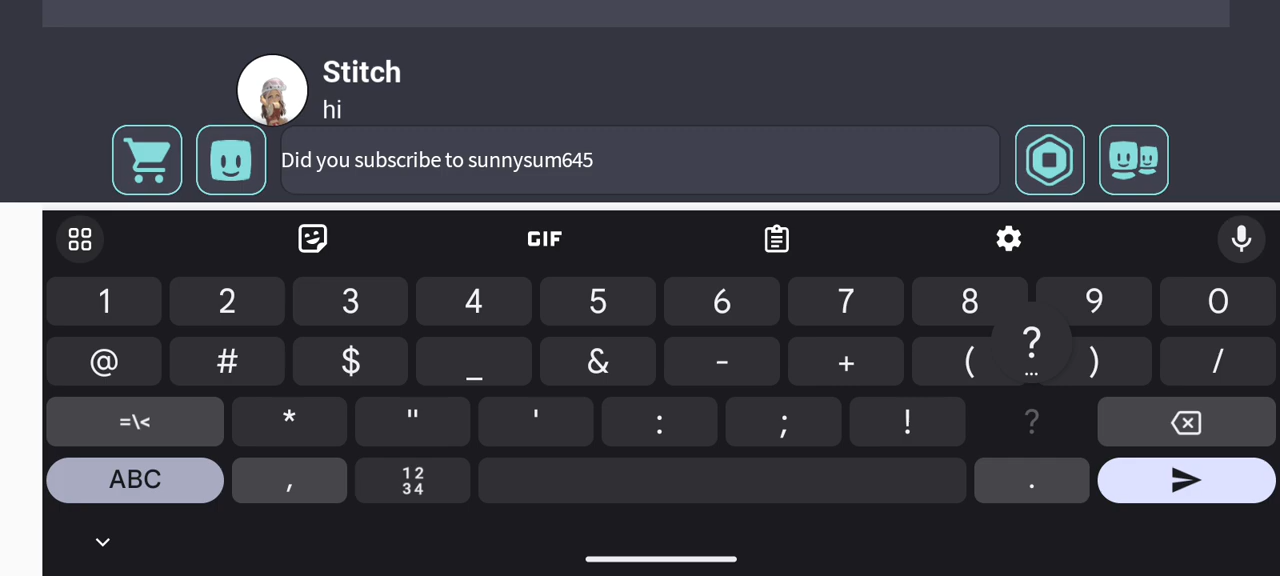 Stitch
hi
Did you subscribe to sunnysum645
GIF
1 2 3 4 5 6 7 8 9 0
@ # $ _ & - + ( ? ) /
...
=\< * " ' : ; ! ?
ABC , 12 34 .